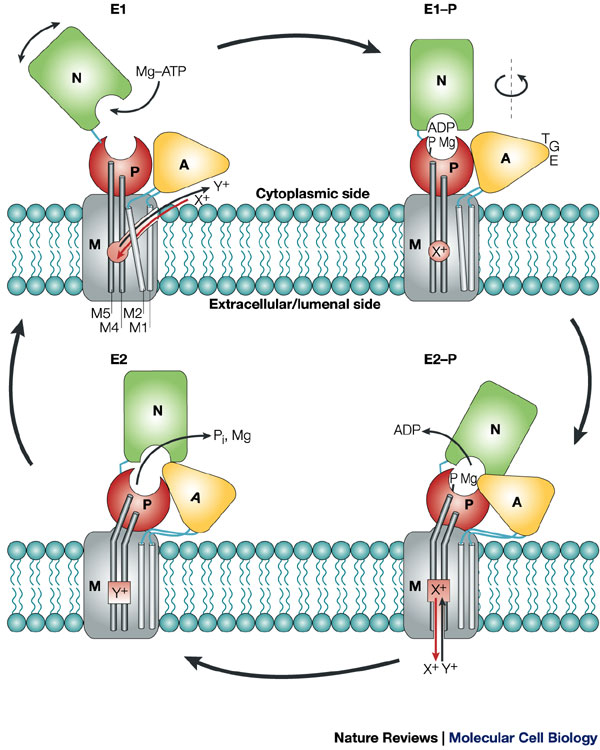 E1
E1–P
N
Mg–ATP
P
A
Y+
X+
M
M5
M4
M2
M1
N
ADP
P Mg
P
A
T
G
E
M
X+
Cytoplasmic side
Extracellular/lumenal side
E2
E2–P
N
Pi, Mg
P
A
M
Y+
ADP
N
P Mg
P
A
M
X+
X+ Y+
Nature Reviews | Molecular Cell Biology